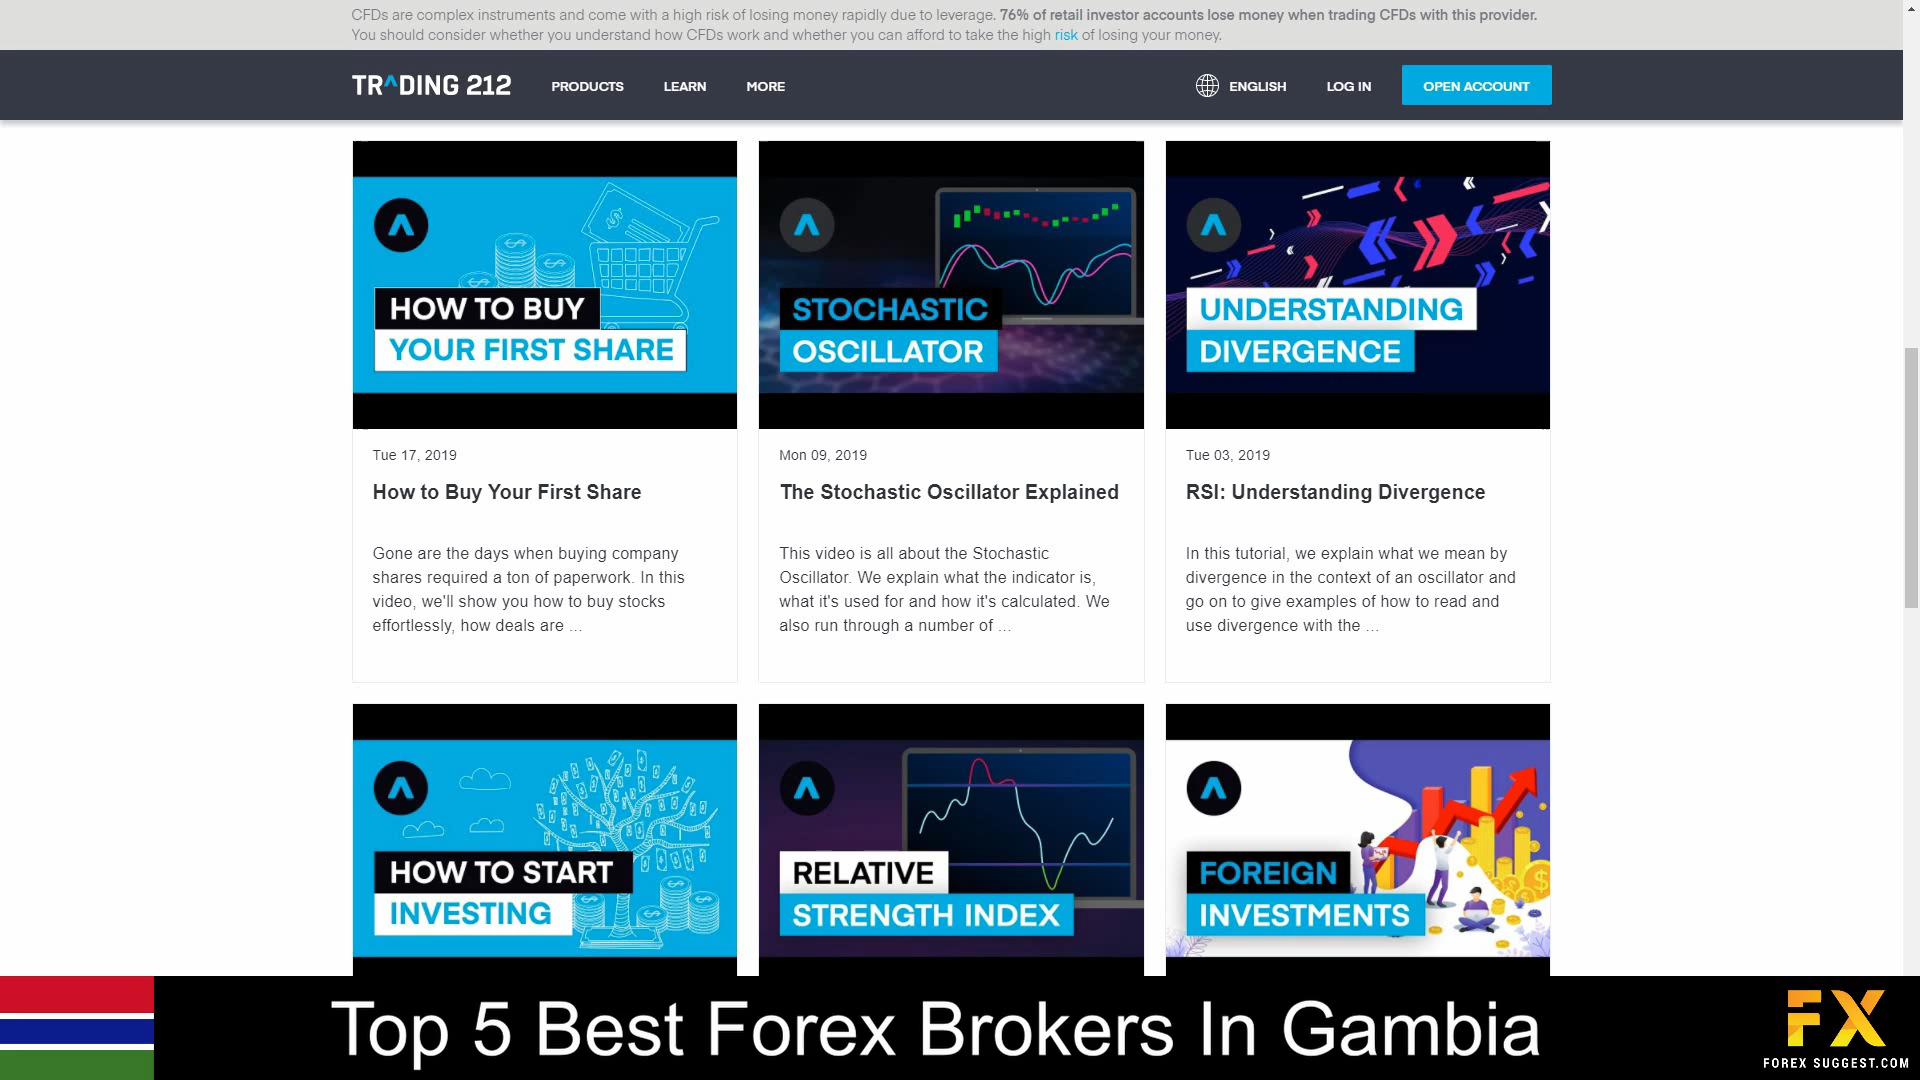 CFDs are complex instruments and come with a high risk of losing money rapidly due to leverage. 76% of retail investor accounts lose money when trading CFDs with this provider.
You should consider whether you understand how CFDs work and whether you can afford to take the high risk of losing your money.
TRADING 212
PRODUCTS
LEARN
MORE
ENGLISH
LOG IN
OPEN ACCOUNT
HOW TO BUY
YOUR FIRST SHARE
STOCHASTIC
OSCILLATOR
UNDERSTANDING
DIVERGENCE
Tue 17, 2019
How to Buy Your First Share
Gone are the days when buying company
shares required a ton of paperwork. In this
video, we'll show you how to buy stocks
effortlessly, how deals are ...
Mon 09, 2019
The Stochastic Oscillator Explained
This video is all about the Stochastic
Oscillator. We explain what the indicator is,
what it's used for and how it's calculated. We
also run through a number of ...
Tue 03, 2019
RSI: Understanding Divergence
In this tutorial, we explain what we mean by
divergence in the context of an oscillator and
go on to give examples of how to read and
use divergence with the ...
HOW TO START
INVESTING
RELATIVE
STRENGTH INDEX
FOREIGN
INVESTMENTS
Top 5 Best Forex Brokers In Gambia
FX
FOREX SUGGEST.COM